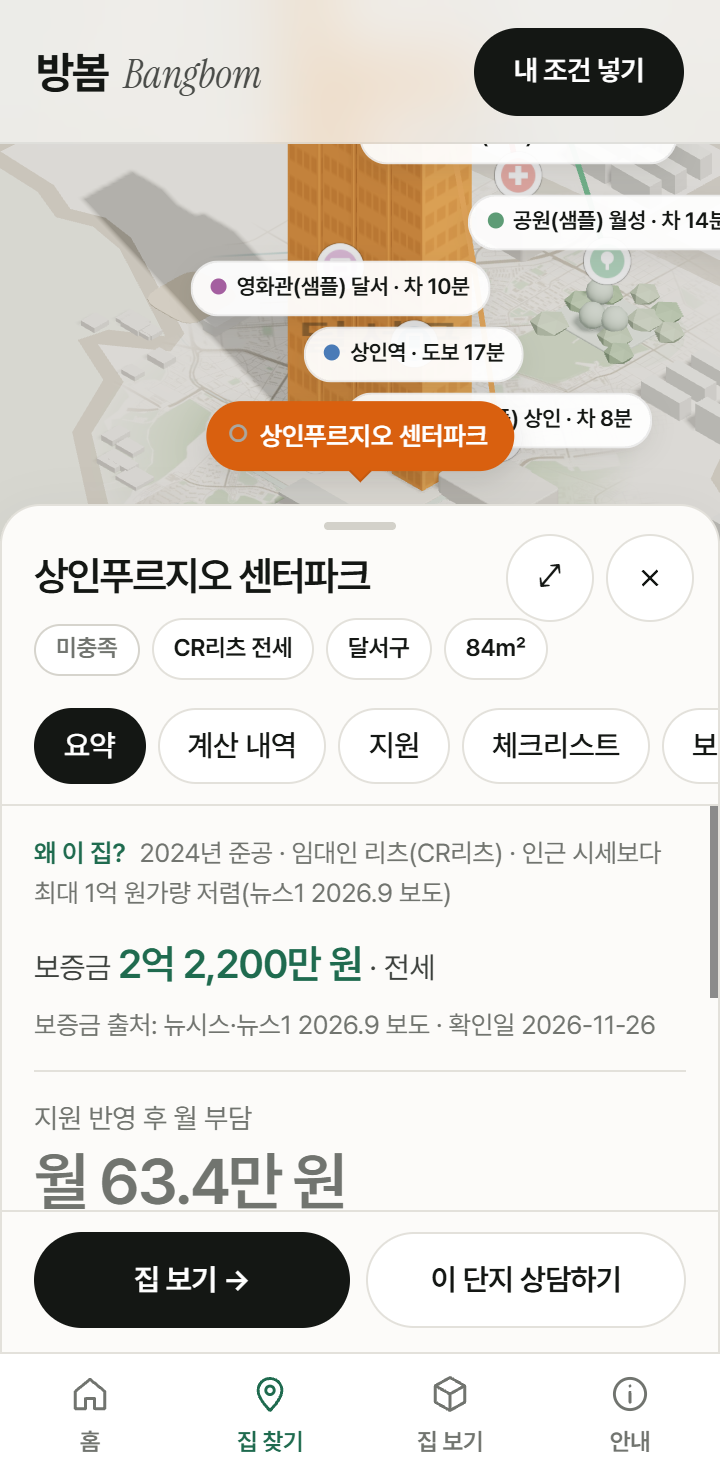 방봄 Bangbom
내 조건 넣기
공원(샘플) 월성 · 차 14분
영화관(샘플) 달서 · 차 10분
상인역 · 도보 17분
상인 · 차 8분
상인푸르지오 센터파크
상인푸르지오 센터파크
미충족
CR리츠 전세
달서구
84m²
요약
계산 내역
지원
체크리스트
보
왜 이 집? 2024년 준공 · 임대인 리츠(CR리츠) · 인근 시세보다
최대 1억 원가량 저렴(뉴스1 2026.9 보도)
보증금 2억 2,200만 원 · 전세
보증금 출처: 뉴시스·뉴스1 2026.9 보도 · 확인일 2026-11-26
지원 반영 후 월 부담
월 63.4만 원
집 보기 →
이 단지 상담하기
홈
집 찾기
집 보기
안내